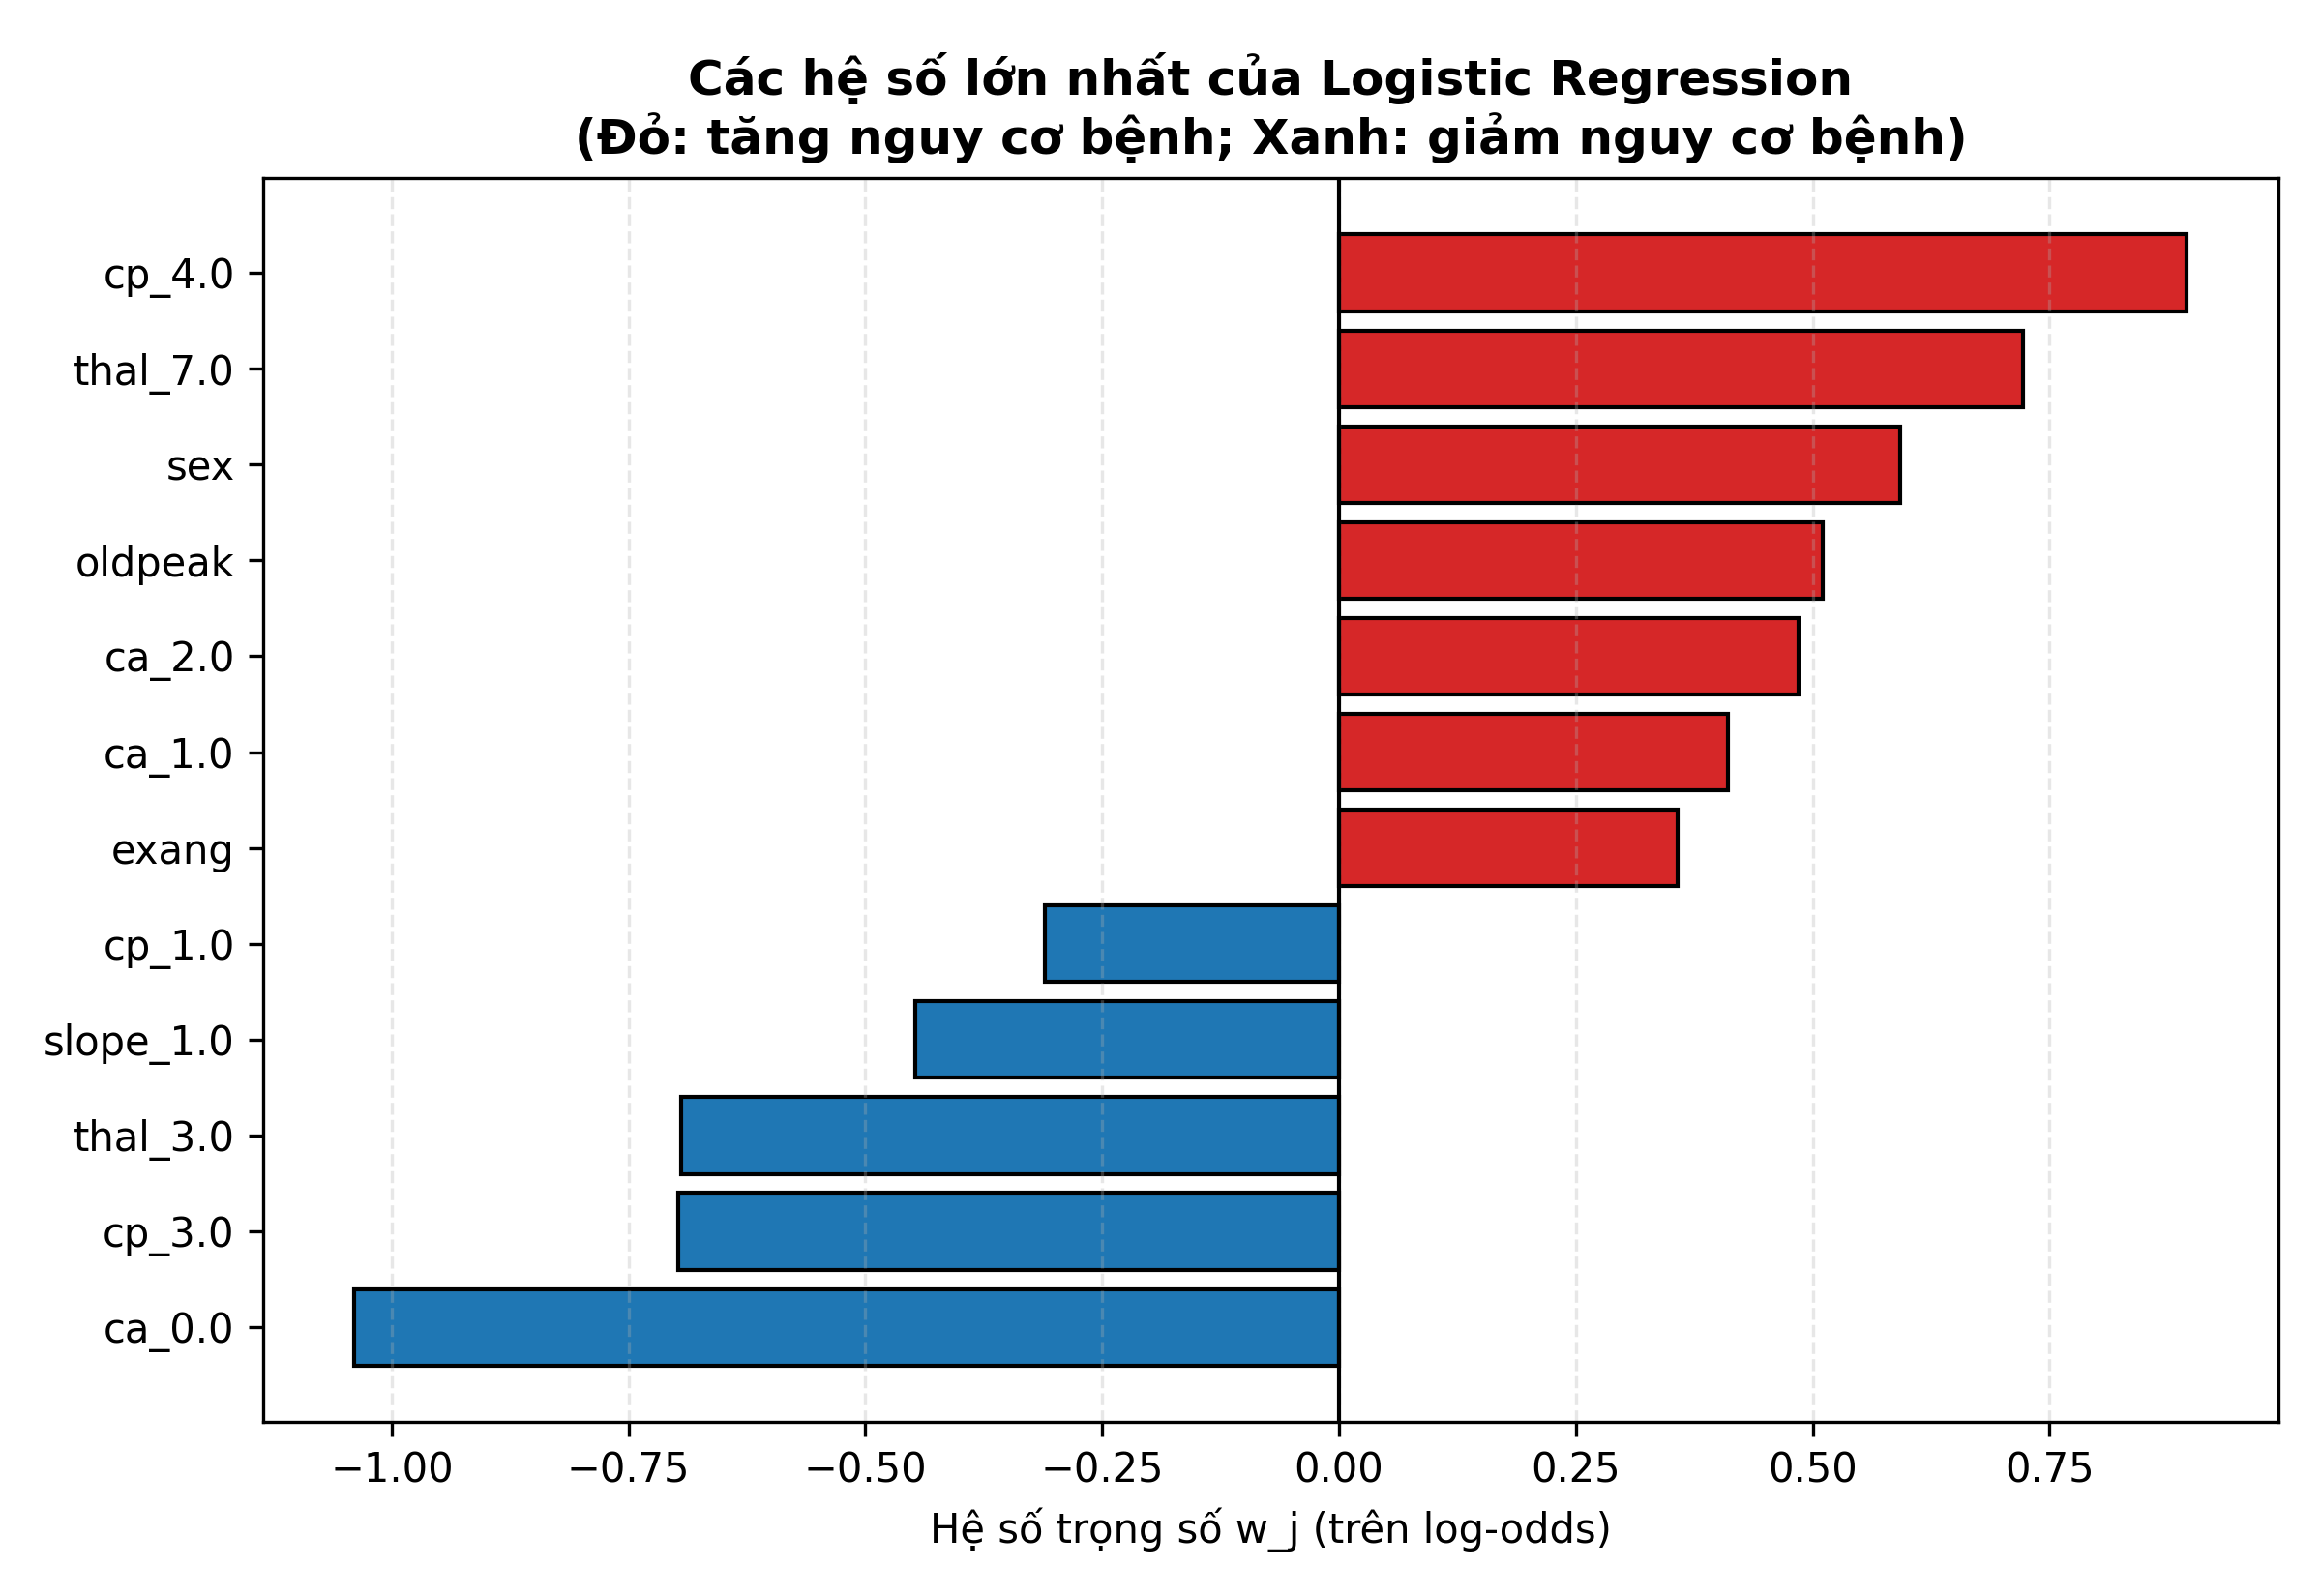 Các hệ số lớn nhất của Logistic Regression
(Đỏ: tăng nguy cơ bệnh; Xanh: giảm nguy cơ bệnh)
cp_4.0
thal_7.0
sex
oldpeak
ca_2.0
ca_1.0
exang
cp_1.0
slope_1.0
thal_3.0
cp_3.0
ca_0.0
−1.00 −0.75 −0.50 −0.25 0.00 0.25 0.50 0.75
Hệ số trọng số w_j (trên log-odds)